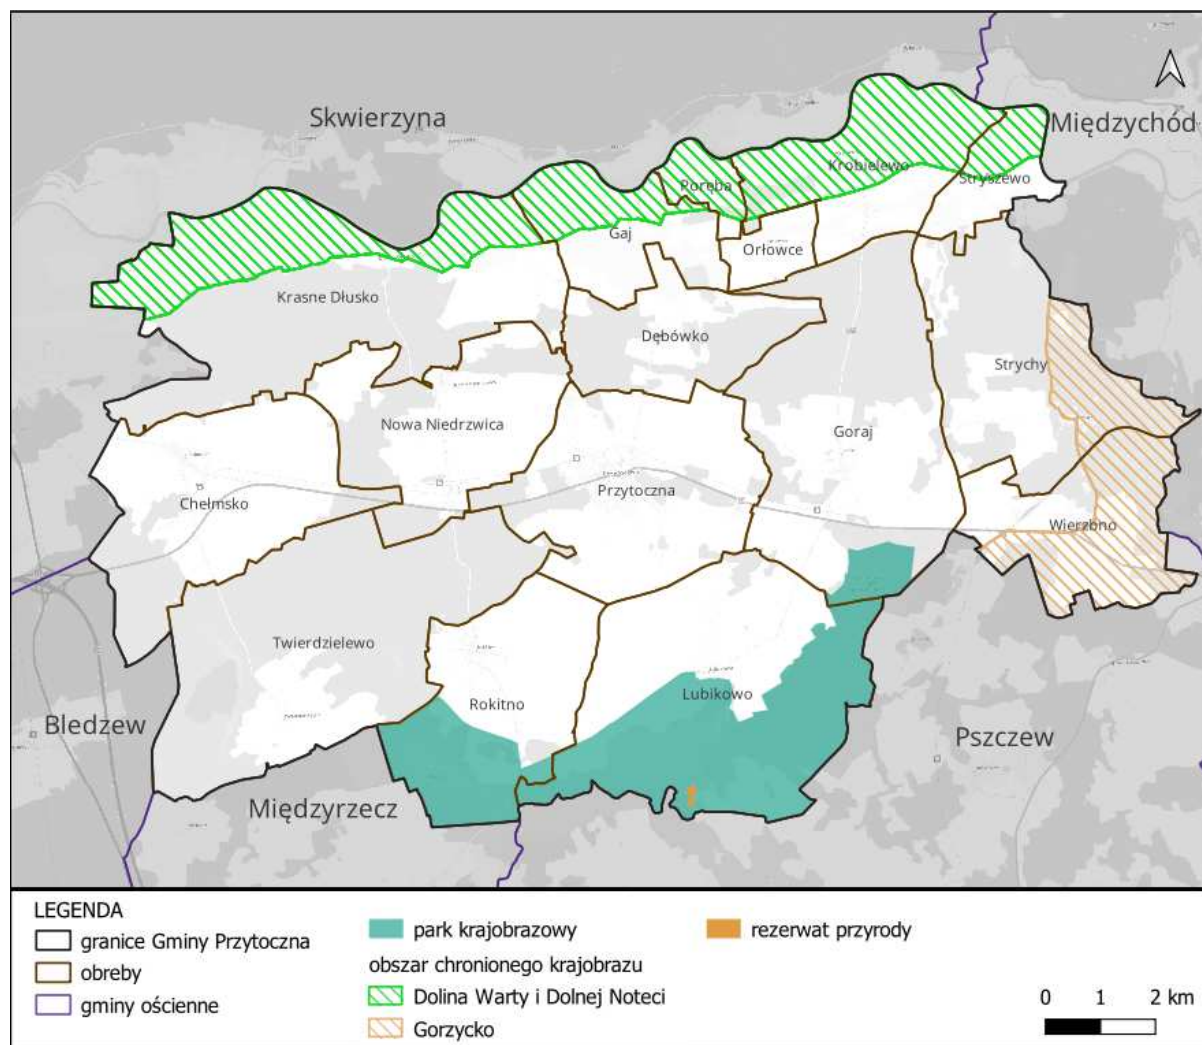 Skwierzyna
Międzychód
Krobielewo
Poręba
Stryszewo
Gaj
Orłowce
Krasne Dłusko
Dębówko
Strychy
Nowa Niedrzwica
Goraj
Przytoczna
Chełmsko
Wierzbno
Twierdzielewo
Lubikowo
Rokitno
Bledzew
Pszczew
Międzyrzecz
LEGENDA
granice Gminy Przytoczna
obreby
gminy ościenne
park krajobrazowy
obszar chronionego krajobrazu
Dolina Warty i Dolnej Noteci
Gorzycko
rezerwat przyrody
0 1 2 km